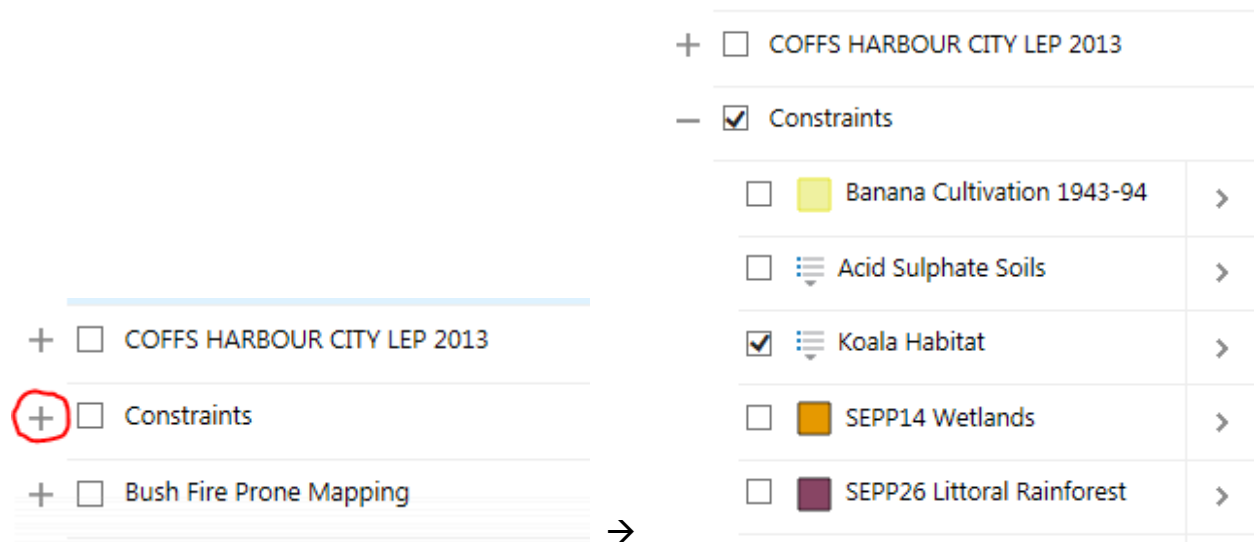 COFFS HARBOUR CITY LEP 2013
Constraints
Bush Fire Prone Mapping
→
COFFS HARBOUR CITY LEP 2013
Constraints
Banana Cultivation 1943-94
Acid Sulphate Soils
Koala Habitat
SEPP14 Wetlands
SEPP26 Littoral Rainforest